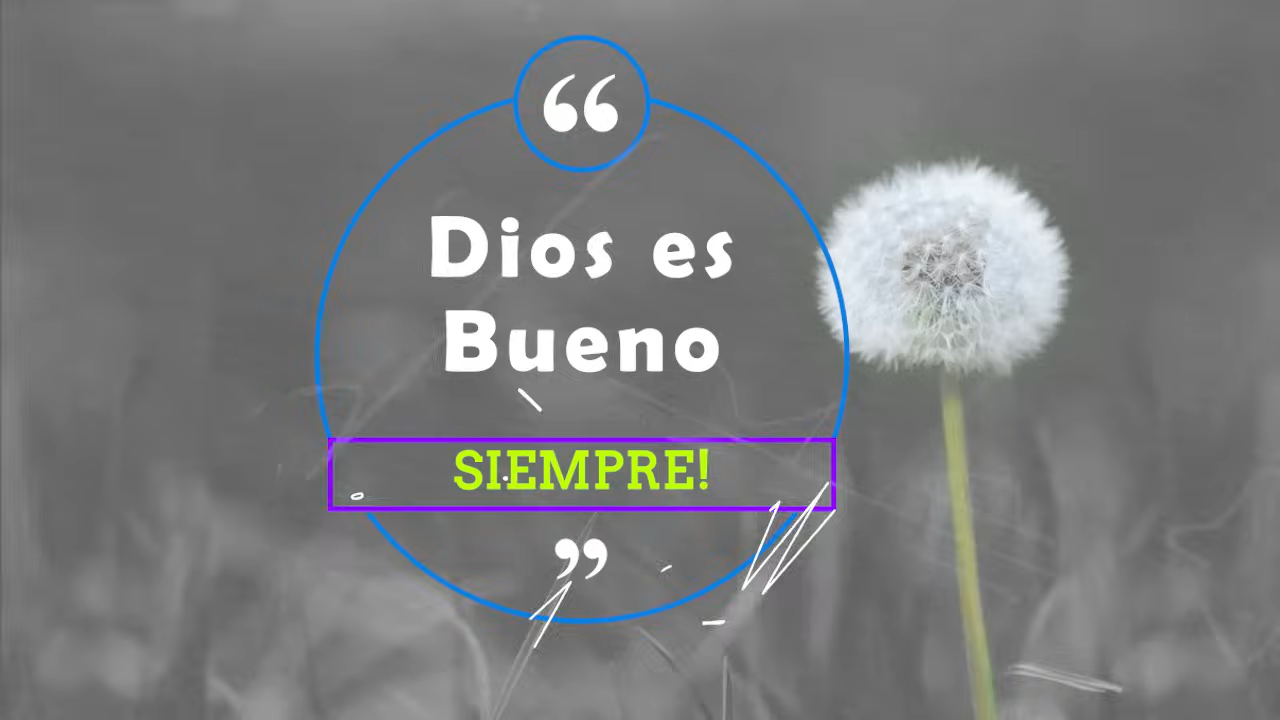 “
Dios es
Bueno
SIEMPRE!
”